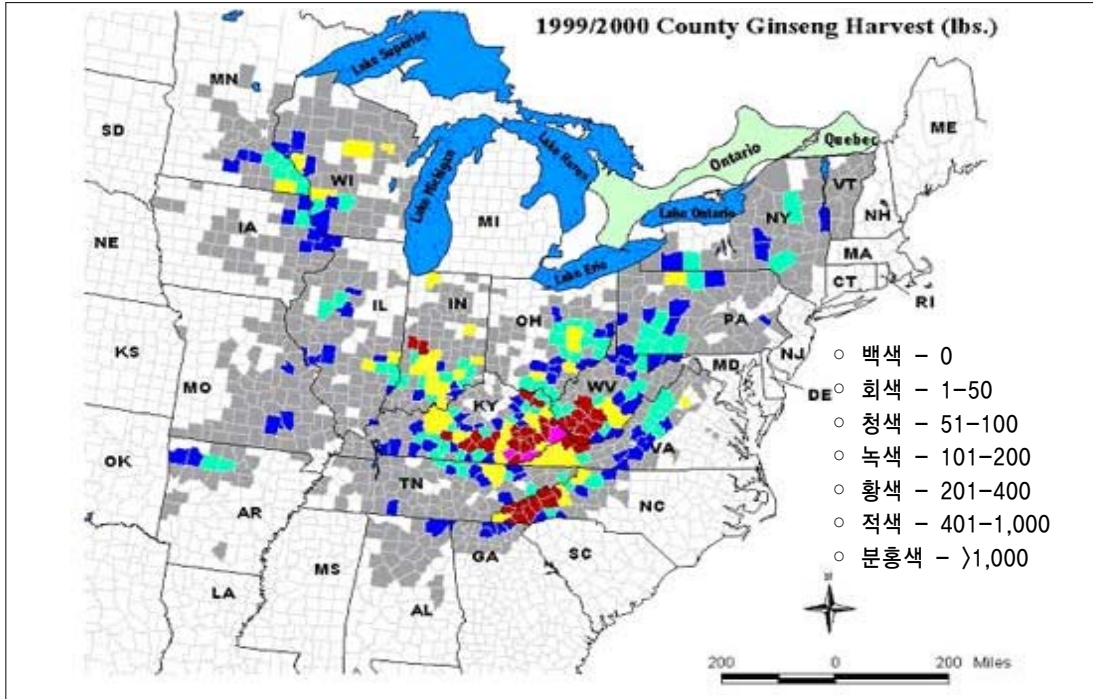 1999/2000 County Ginseng Harvest (lbs.)
Lake Superior
MN
ME
SD
Quebec
Ontario
Lake Hurong
Lake Michigan
WI
VT
MI
Lake Ontario
NY
NH
IA
MA
NE
Lake Erie
CT
RI
IL
IN
OH
PA
NJ
KS
MO
MD
DE
WV
KY
VA
OK
TN
NC
AR
SC
MS
GA
LA
AL
○ 백색 - 0
○ 회색 - 1-50
○ 청색 - 51-100
○ 녹색 - 101-200
○ 황색 - 201-400
○ 적색 - 401-1,000
○ 분홍색 - >1,000
N
200 0 200 Miles